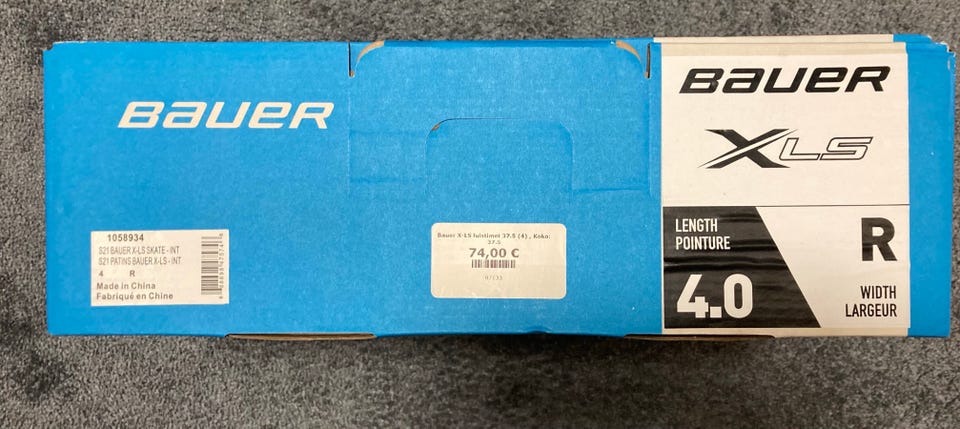 BAUER
1058934
S21 BAUER X-LS SKATE - INT
S21 PATINS BAUER X-LS - INT
4 R
Made in China
Fabriqué en Chine
Bauer X-LS luistimet 37.5 (4) , Koko:
37.5
74,00 €
BAUER
XLS
LENGTH
POINTURE
4.0
R
WIDTH
LARGEUR